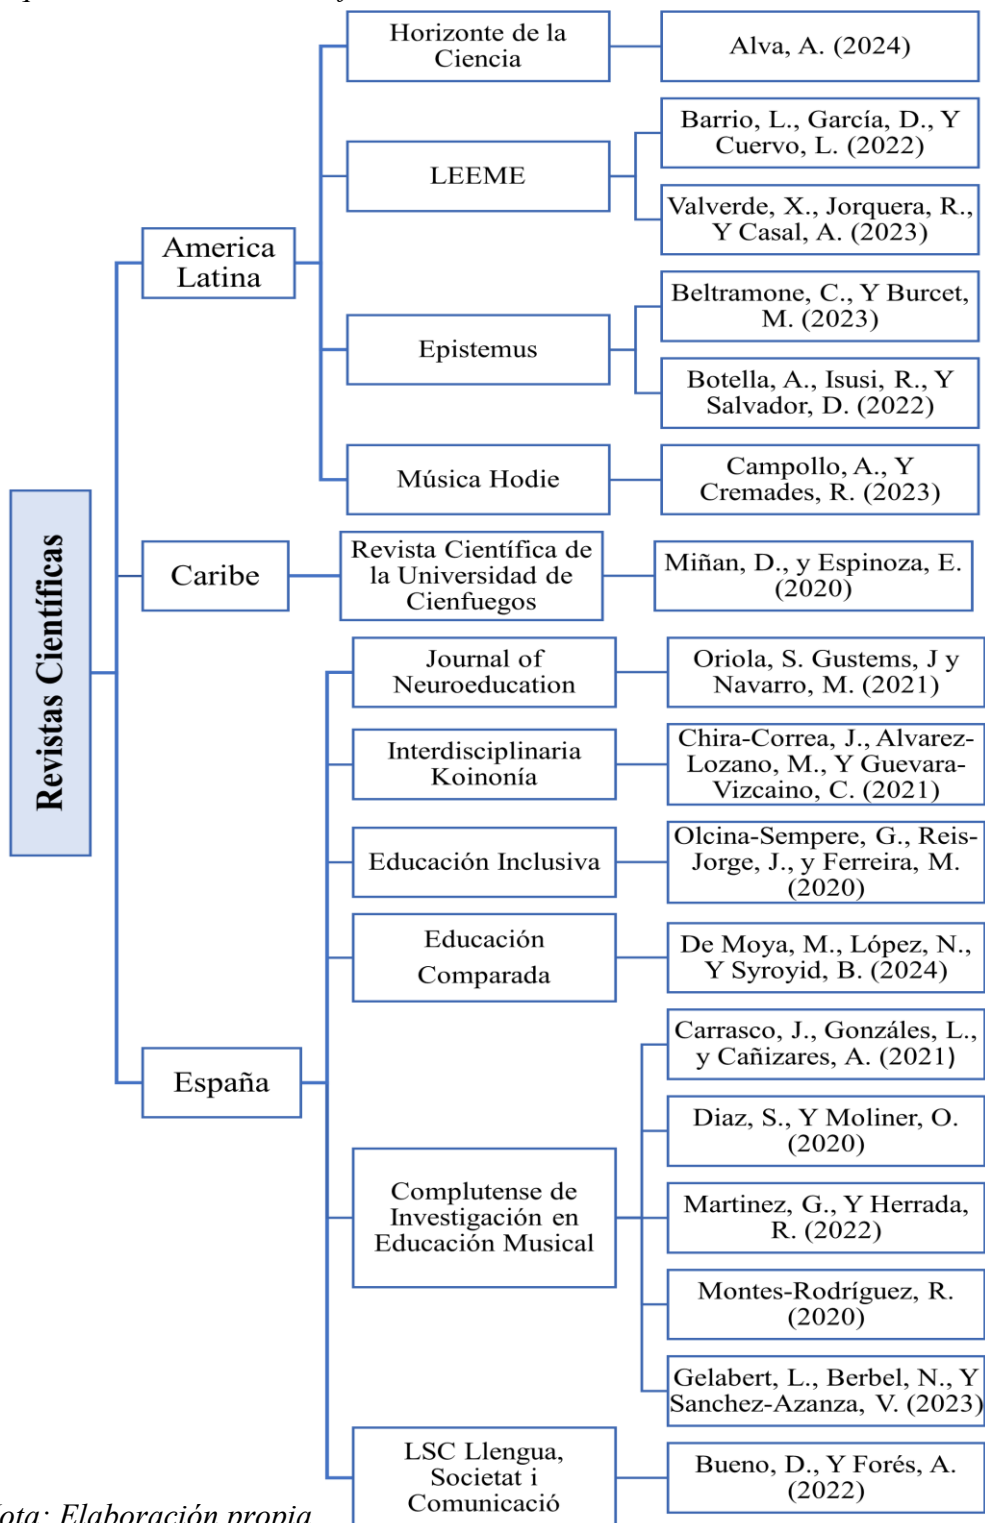 Horizonte de la
Ciencia
Alva, A. (2024)
LEEME
Barrio, L., García, D., Y
Cuervo, L. (2022)
Valverde, X., Jorquera, R.,
Y Casal, A. (2023)
America
Latina
Epistemus
Beltramone, C., Y Burcet,
M. (2023)
Botella, A., Isusi, R., Y
Salvador, D. (2022)
Música Hodie
Campollo, A., Y
Cremades, R. (2023)
Revistas Científicas
Caribe
Revista Científica de
la Universidad de
Cienfuegos
Miñan, D., y Espinoza, E.
(2020)
Journal of
Neuroeducation
Oriola, S. Gustems, J y
Navarro, M. (2021)
Interdisciplinaria
Koinonía
Chira-Correa, J., Alvarez-
Lozano, M., Y Guevara-
Vizcaino, C. (2021)
Educación Inclusiva
Olcina-Sempere, G., Reis-
Jorge, J., y Ferreira, M.
(2020)
Educación
Comparada
De Moya, M., López, N.,
Y Syroyid, B. (2024)
España
Complutense de
Investigación en
Educación Musical
Carrasco, J., Gonzáles, L.,
y Cañizares, A. (2021)
Diaz, S., Y Moliner, O.
(2020)
Martinez, G., Y Herrada,
R. (2022)
Montes-Rodríguez, R.
(2020)
Gelabert, L., Berbel, N., Y
Sanchez-Azanza, V. (2023)
LSC Llengua,
Societat i
Comunicació
Bueno, D., Y Forés, A.
(2022)
Nota: Elaboración propia